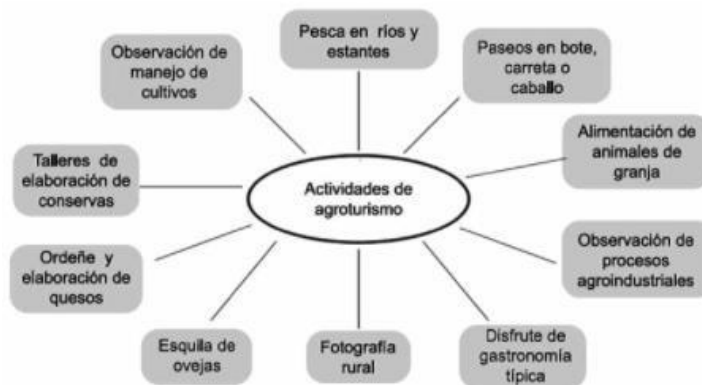 Pesca en ríos y
estantes
Paseos en bote,
carreta o
caballo
Alimentación de
animales de
granja
Observación de
procesos
agroindustriales
Disfrute de
gastronomía
típica
Fotografía
rural
Esquila de
ovejas
Ordeñe y
elaboración de
quesos
Talleres de
elaboración de
conservas
Observación de
manejo de
cultivos
Actividades de
agroturismo